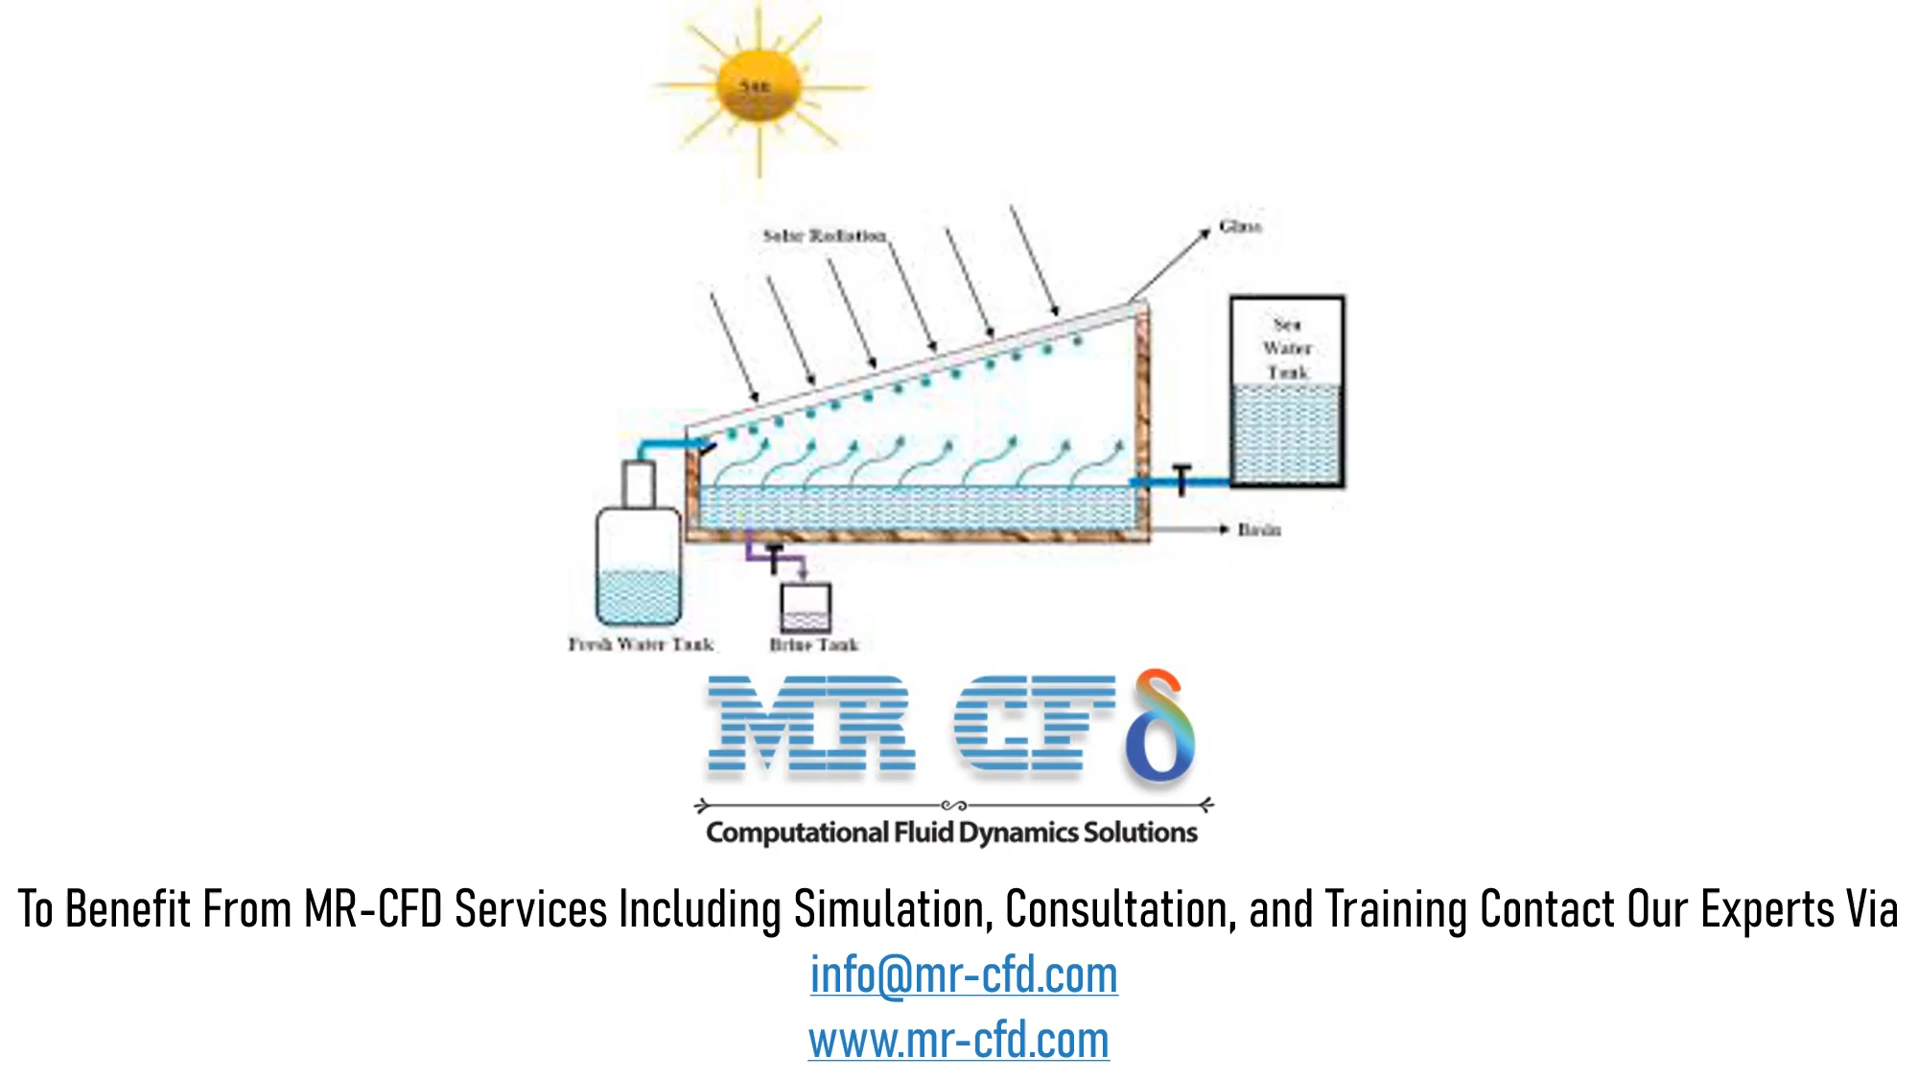 Sun
Solar Radiation
Glass
Sea
Water
Tank
Basin
Fresh Water Tank
Brine Tank
MR CFδ
Computational Fluid Dynamics Solutions
To Benefit From MR-CFD Services Including Simulation, Consultation, and Training Contact Our Experts Via
info@mr-cfd.com
www.mr-cfd.com